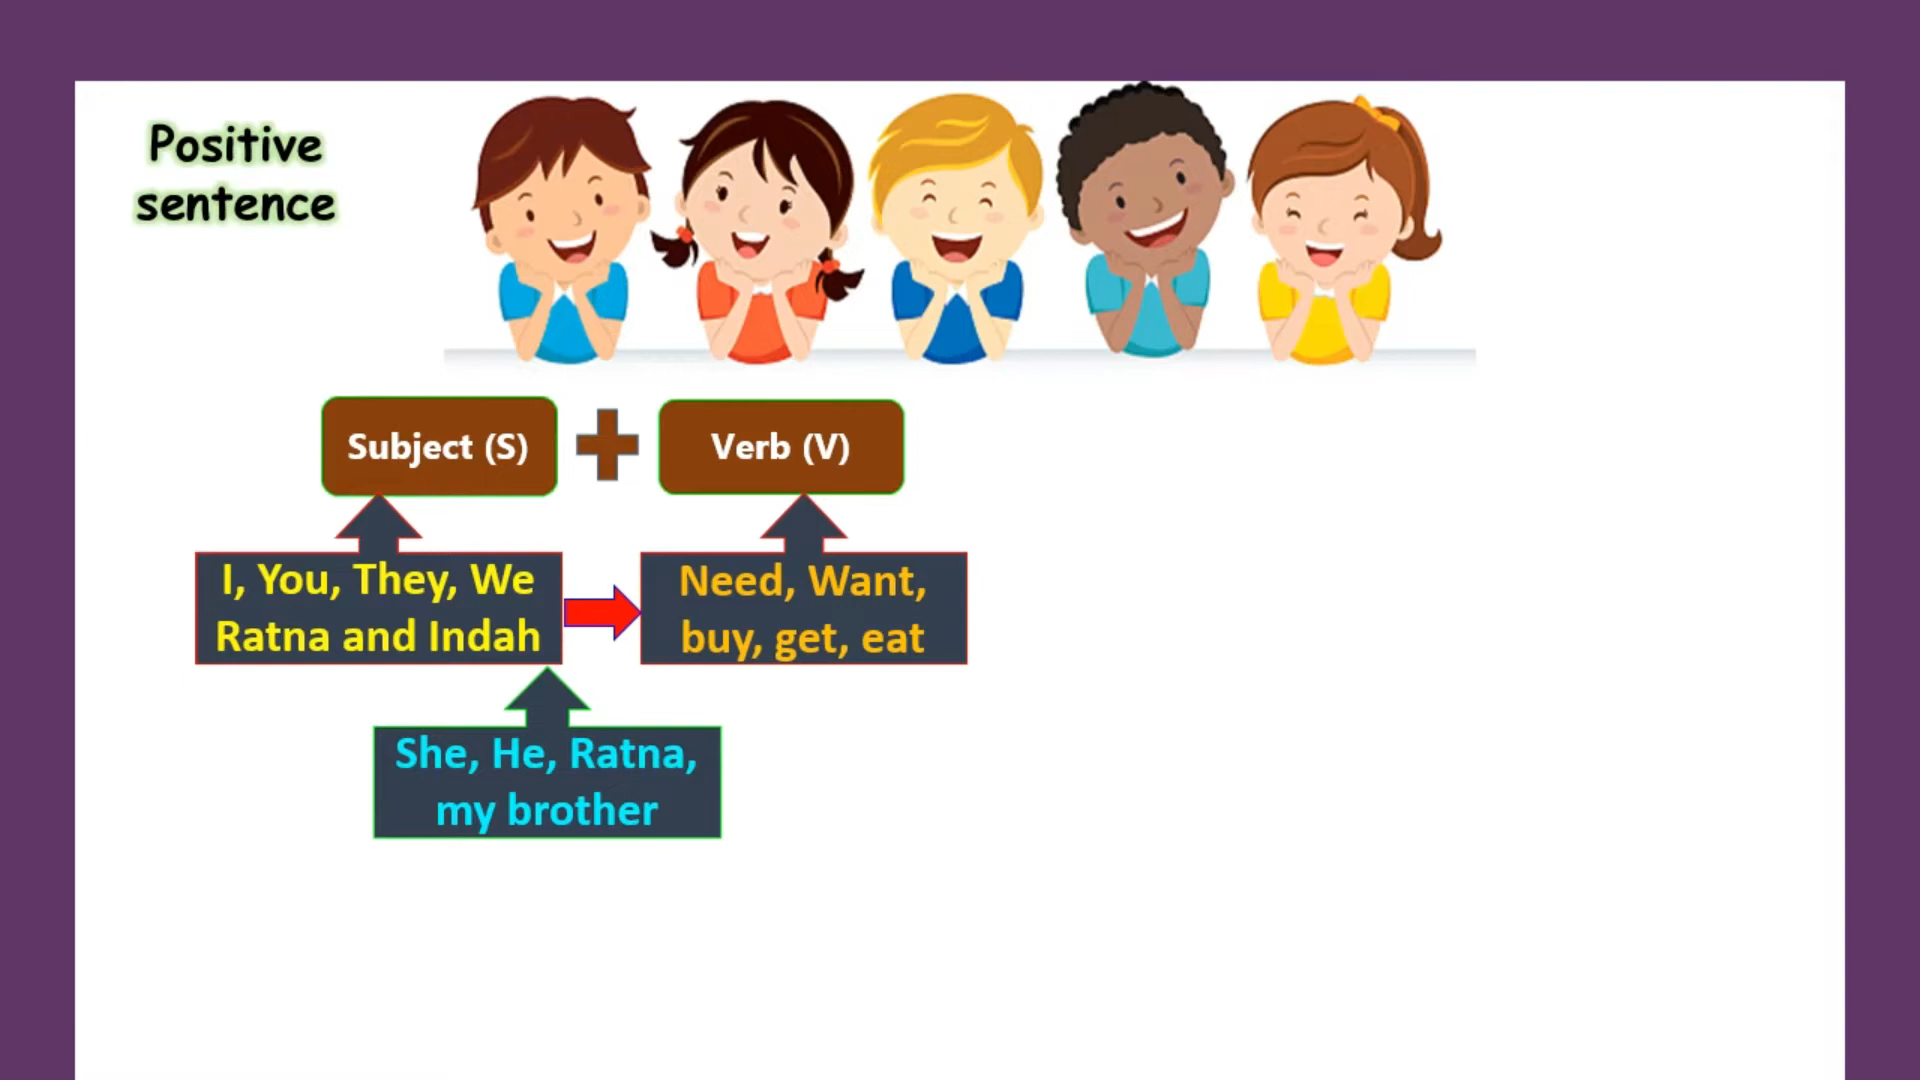 Positive
sentence
Subject (S)
Verb (V)
I, You, They, We
Ratna and Indah
Need, Want,
buy, get, eat
She, He, Ratna,
my brother